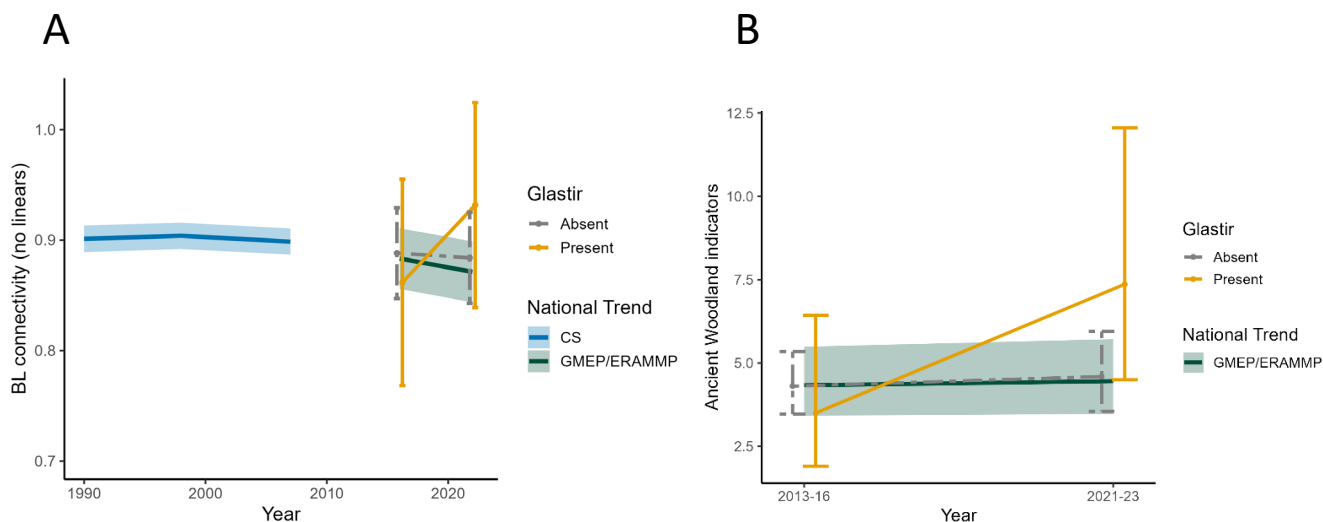 A
BL connectivity (no linears)
1.0
0.9
0.8
0.7
1990
2000
2010
2020
Year
Glastir
Absent
Present
National Trend
CS
GMEP/ERAMMP
B
Ancient Woodland indicators
12.5
10.0
7.5
5.0
2.5
2013-16
2021-23
Year
Glastir
Absent
Present
National Trend
GMEP/ERAMMP